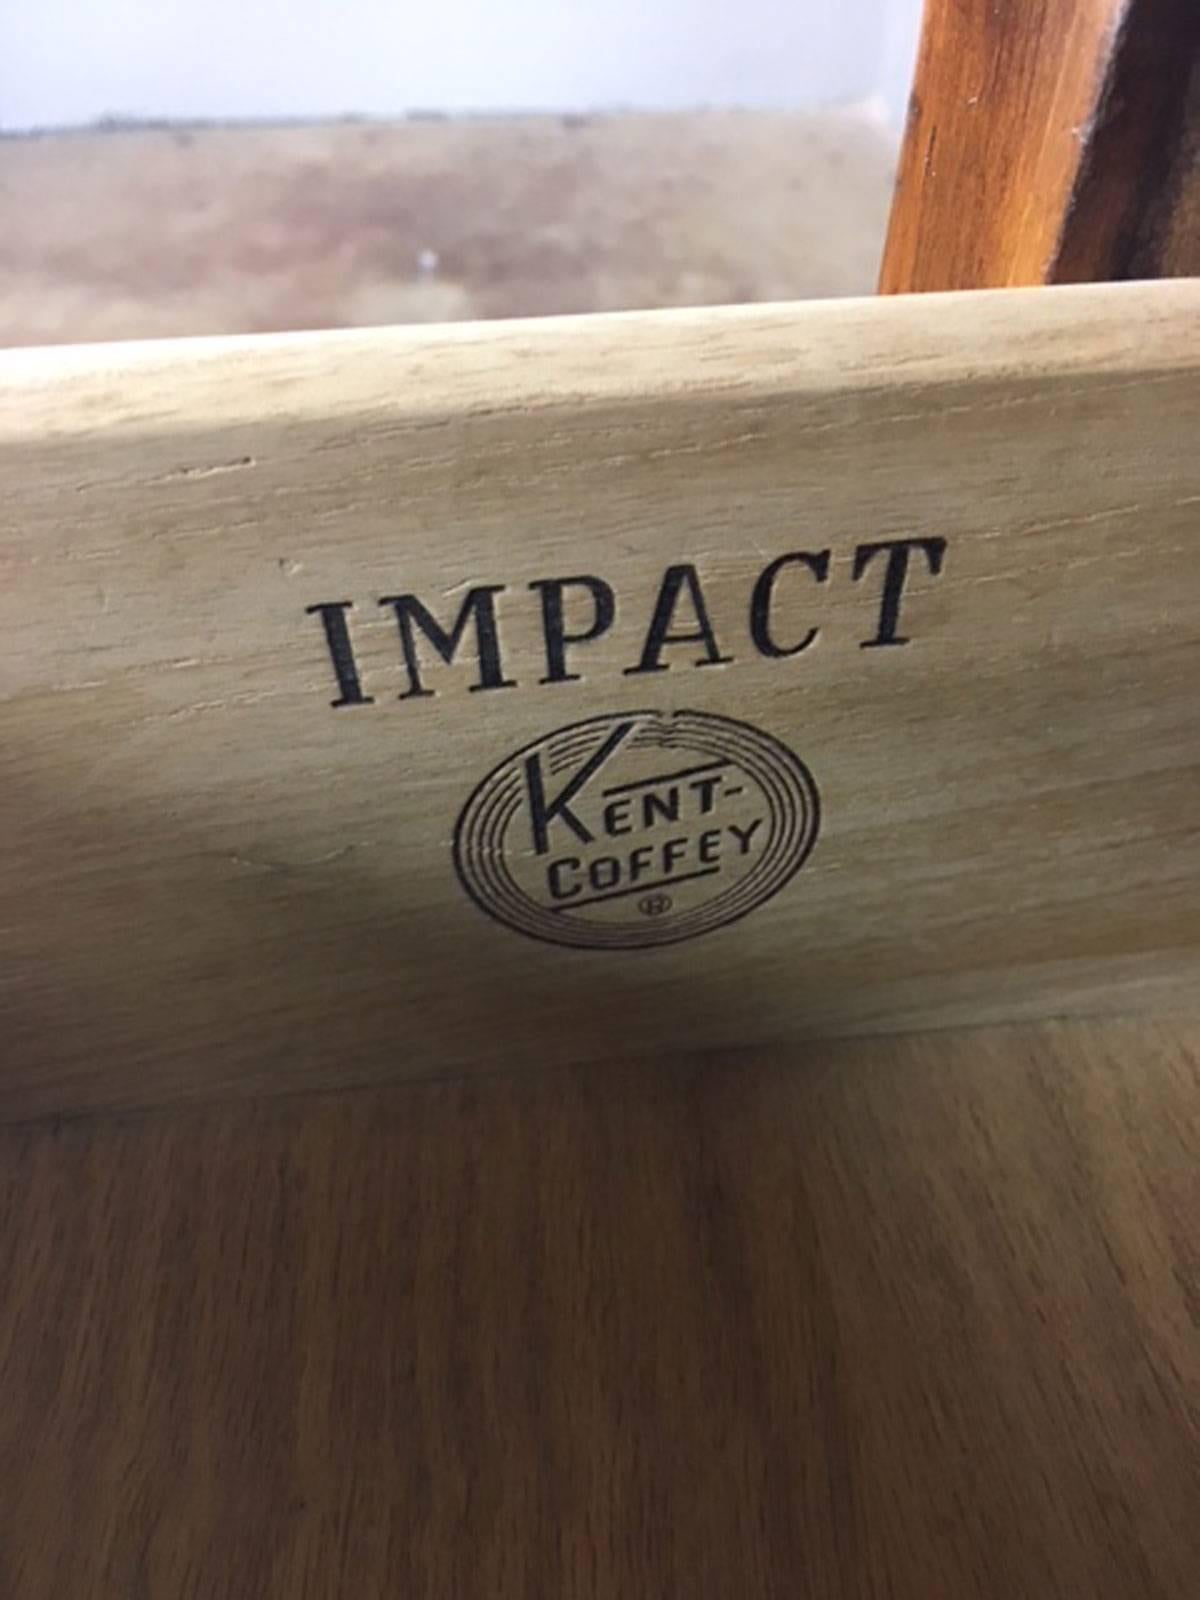 IMPACT
KENT-
COFFEY
®